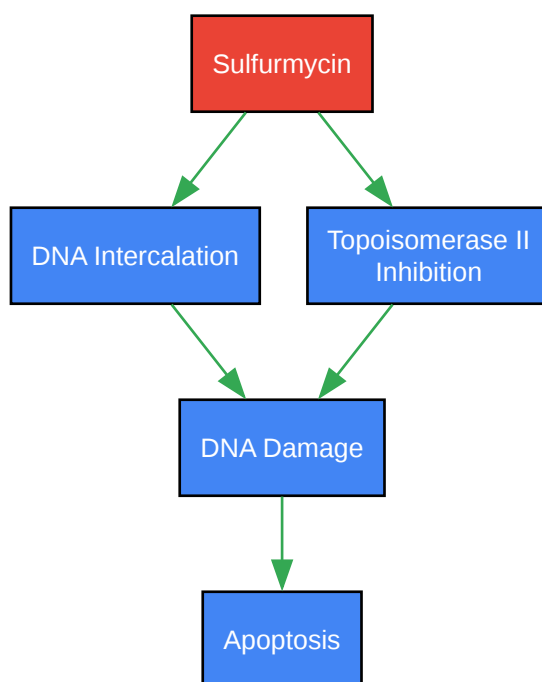 Sulfurmycin
DNA Intercalation
Topoisomerase II
Inhibition
DNA Damage
Apoptosis